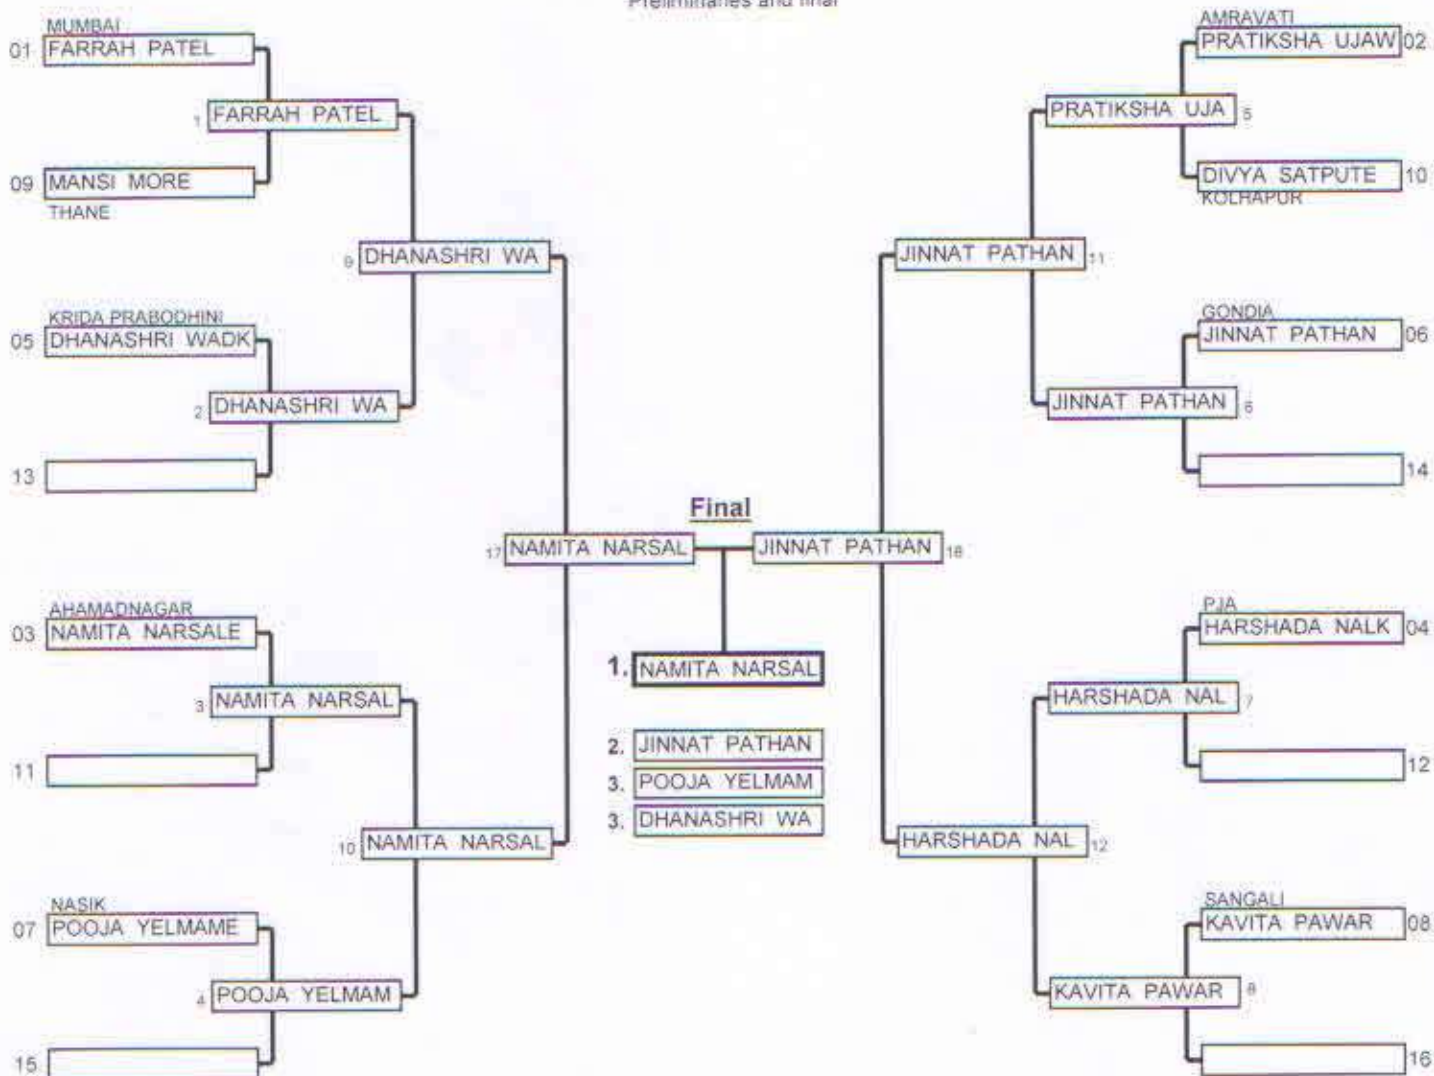 Preliminaries and final
MUMBAI
01 FARRAH PATEL
1 FARRAH PATEL
09 MANSI MORE
THANE
9 DHANASHRI WA
KRIDA PRABODHINI
05 DHANASHRI WADK
2 DHANASHRI WA
13
17 NAMITA NARSAL
AHAMADNAGAR
03 NAMITA NARSALE
3 NAMITA NARSAL
11
10 NAMITA NARSAL
NASIK
07 POOJA YELMAME
4 POOJA YELMAM
15
Final
1. NAMITA NARSAL
2. JINNAT PATHAN
3. POOJA YELMAM
3. DHANASHRI WA
AMRAVATI
PRATIKSHA UJAW 02
PRATIKSHA UJA 5
DIVYA SATPUTE 10
KOLHAPUR
JINNAT PATHAN 11
GONDIA
JINNAT PATHAN 06
JINNAT PATHAN 6
14
JINNAT PATHAN 18
PJA
HARSHADA NALK 04
HARSHADA NAL 7
12
HARSHADA NAL 12
SANGALI
KAVITA PAWAR 08
KAVITA PAWAR 8
16